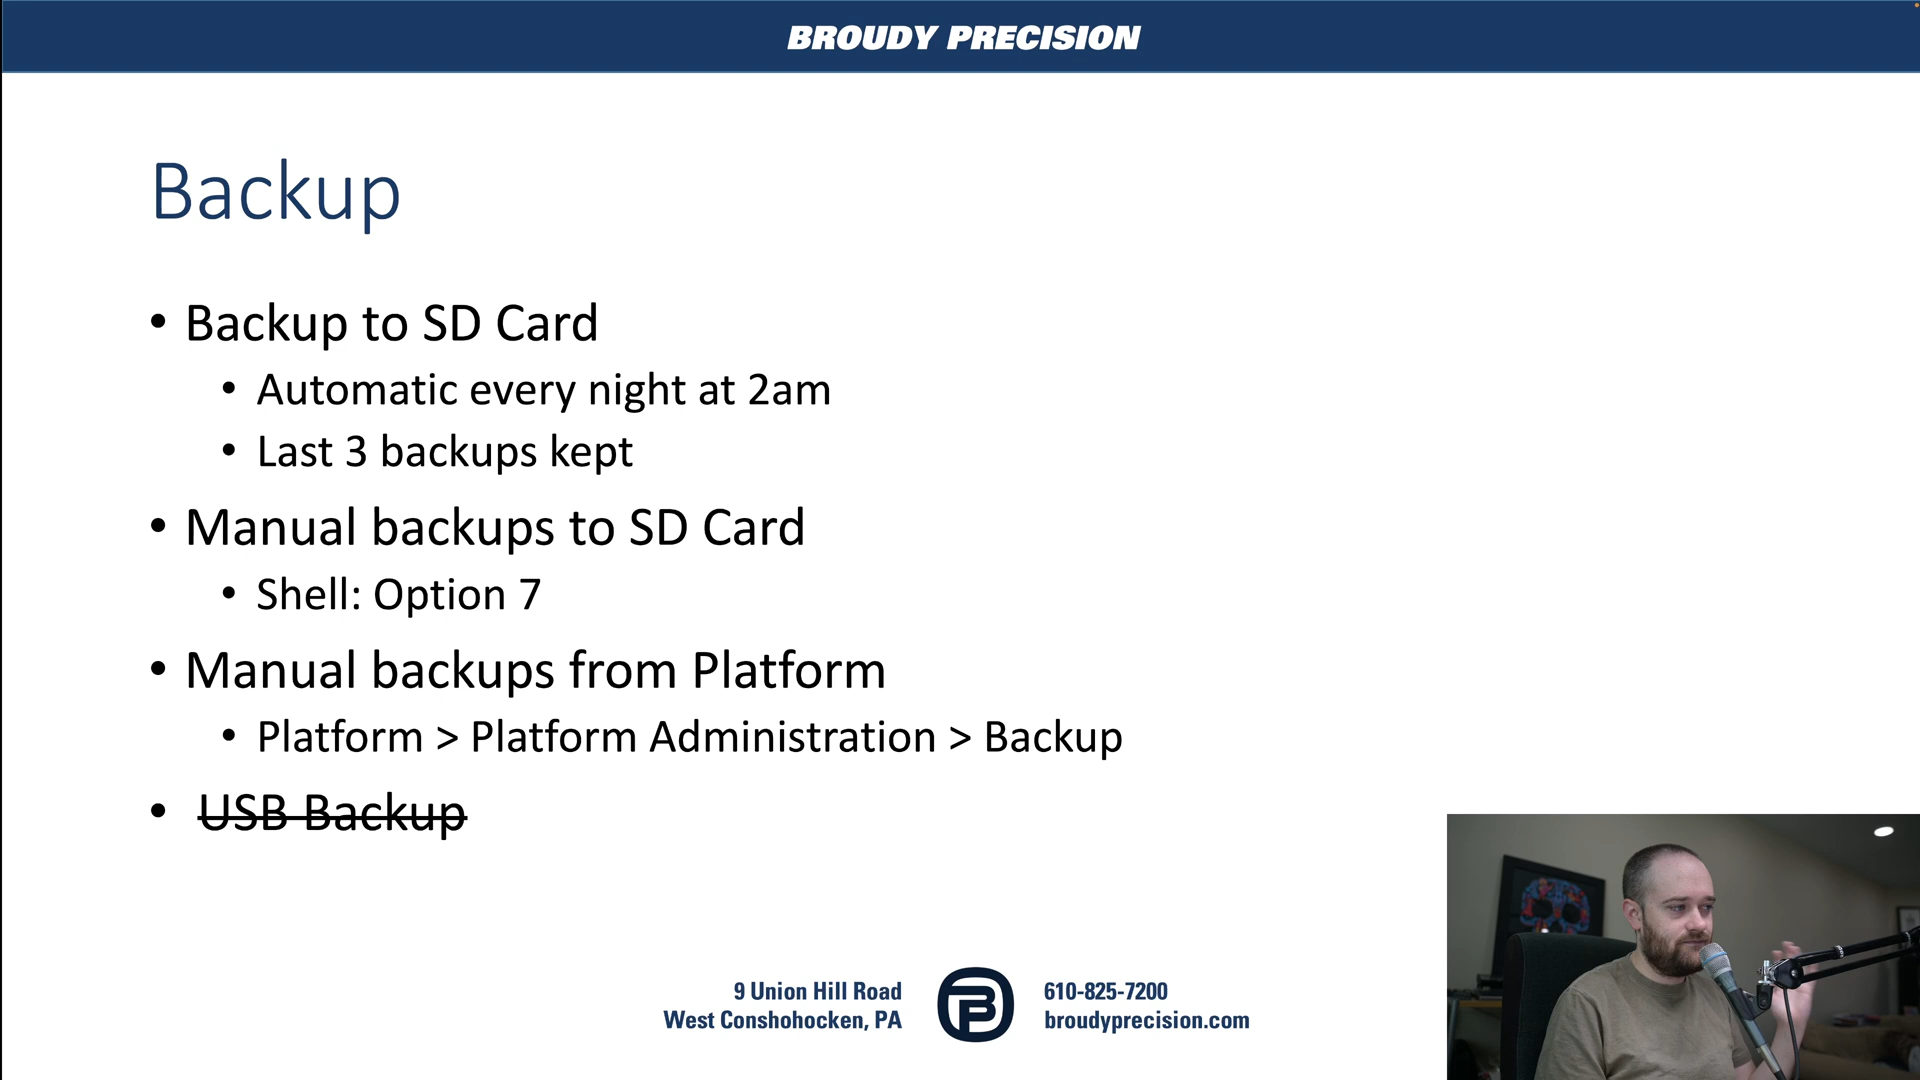 BROUDY PRECISION
Backup
• Backup to SD Card
• Automatic every night at 2am
• Last 3 backups kept
• Manual backups to SD Card
• Shell: Option 7
• Manual backups from Platform
• Platform > Platform Administration > Backup
• USB Backup
9 Union Hill Road
West Conshohocken, PA
610-825-7200
broudyprecision.com